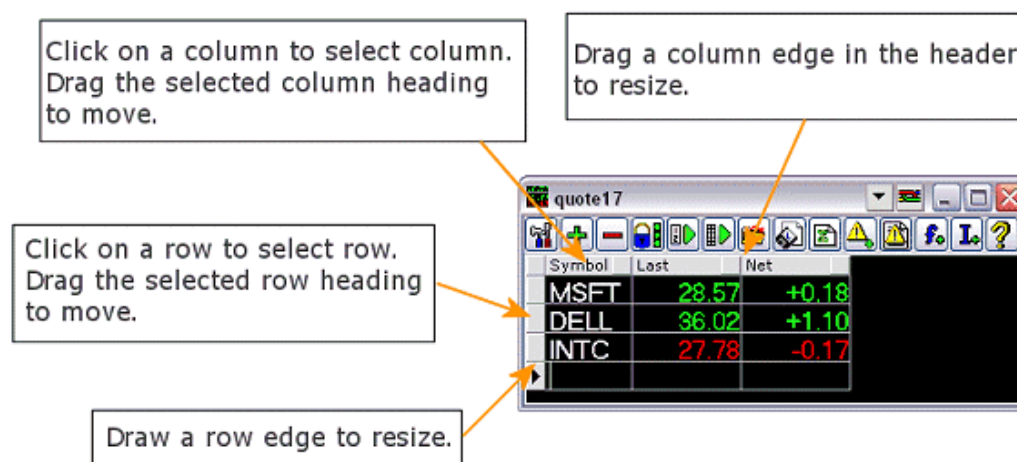 Click on a column to select column.
Drag the selected column heading
to move.
Drag a column edge in the header
to resize.
quote17
Click on a row to select row.
Drag the selected row heading
to move.
Symbol Last Net
MSFT 28.57 +0.18
DELL 36.02 +1.10
INTC 27.78 -0.17
Draw a row edge to resize.